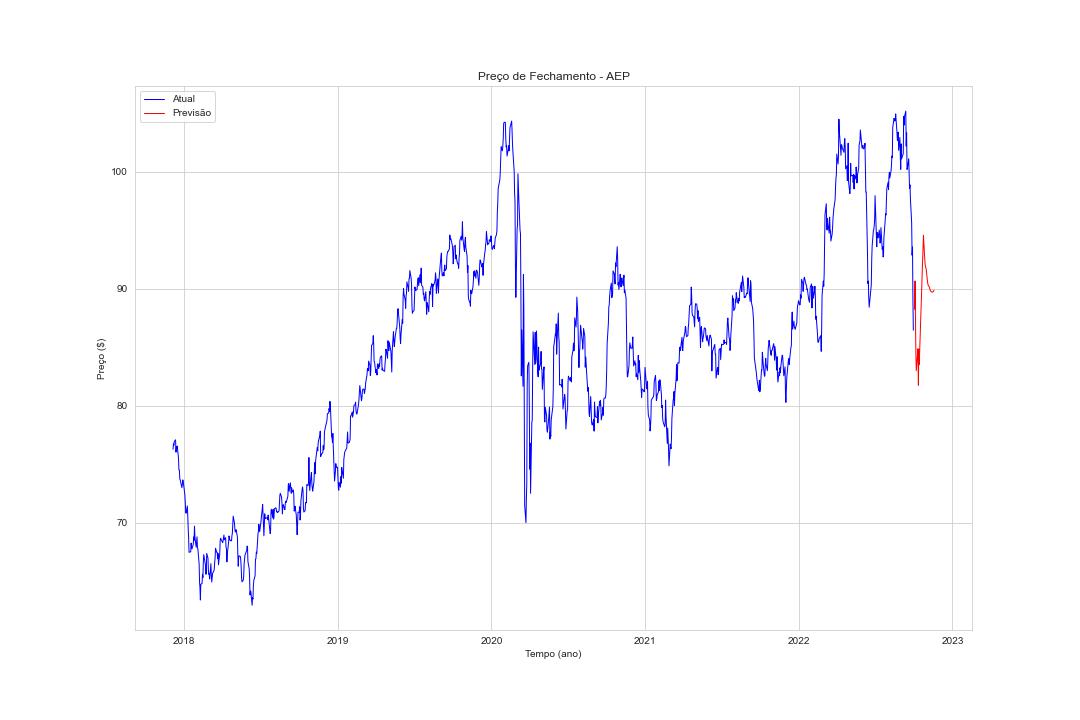 Preço de Fechamento - AEP
Atual
Previsão
100
90
80
70
Preço ($)
2018 2019 2020 2021 2022 2023
Tempo (ano)